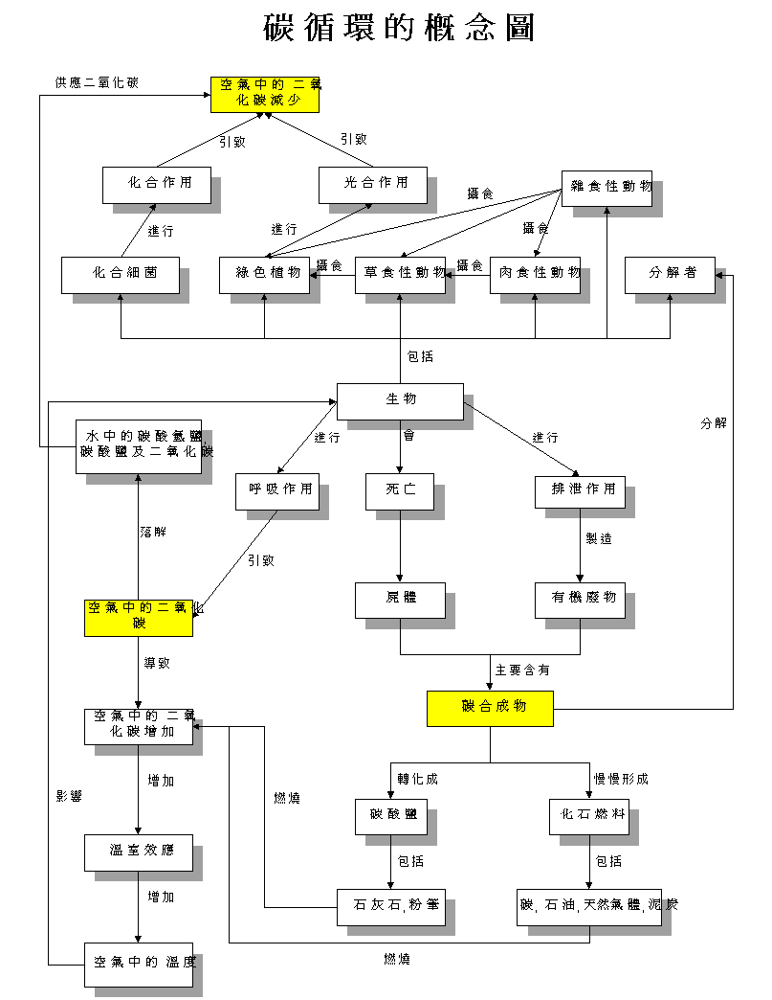 碳循環的概念圖
供應二氧化碳
空氣中的 二氧
化碳減少
引致
引致
化合作用
光合作用
雜食性動物
攝食
進行
進行
攝食
化合細菌
綠色植物
攝食
草食性動物
攝食
肉食性動物
分解者
包括
生物
分解
水中的碳酸氫鹽,
碳酸鹽及二氧化碳
進行
會
進行
呼吸作用
死亡
排泄作用
落解
引致
製造
空氣中的二氧化
碳
屍體
有機廢物
導致
主要含有
空氣中的 二氧
化碳增加
碳合成物
增加
轉化成
慢慢形成
影響
燃燒
碳酸鹽
化石燃料
溫室效應
包括
包括
增加
石灰石,粉筆
碳, 石油,天然氣體,泥炭
空氣中的 溫度
燃燒